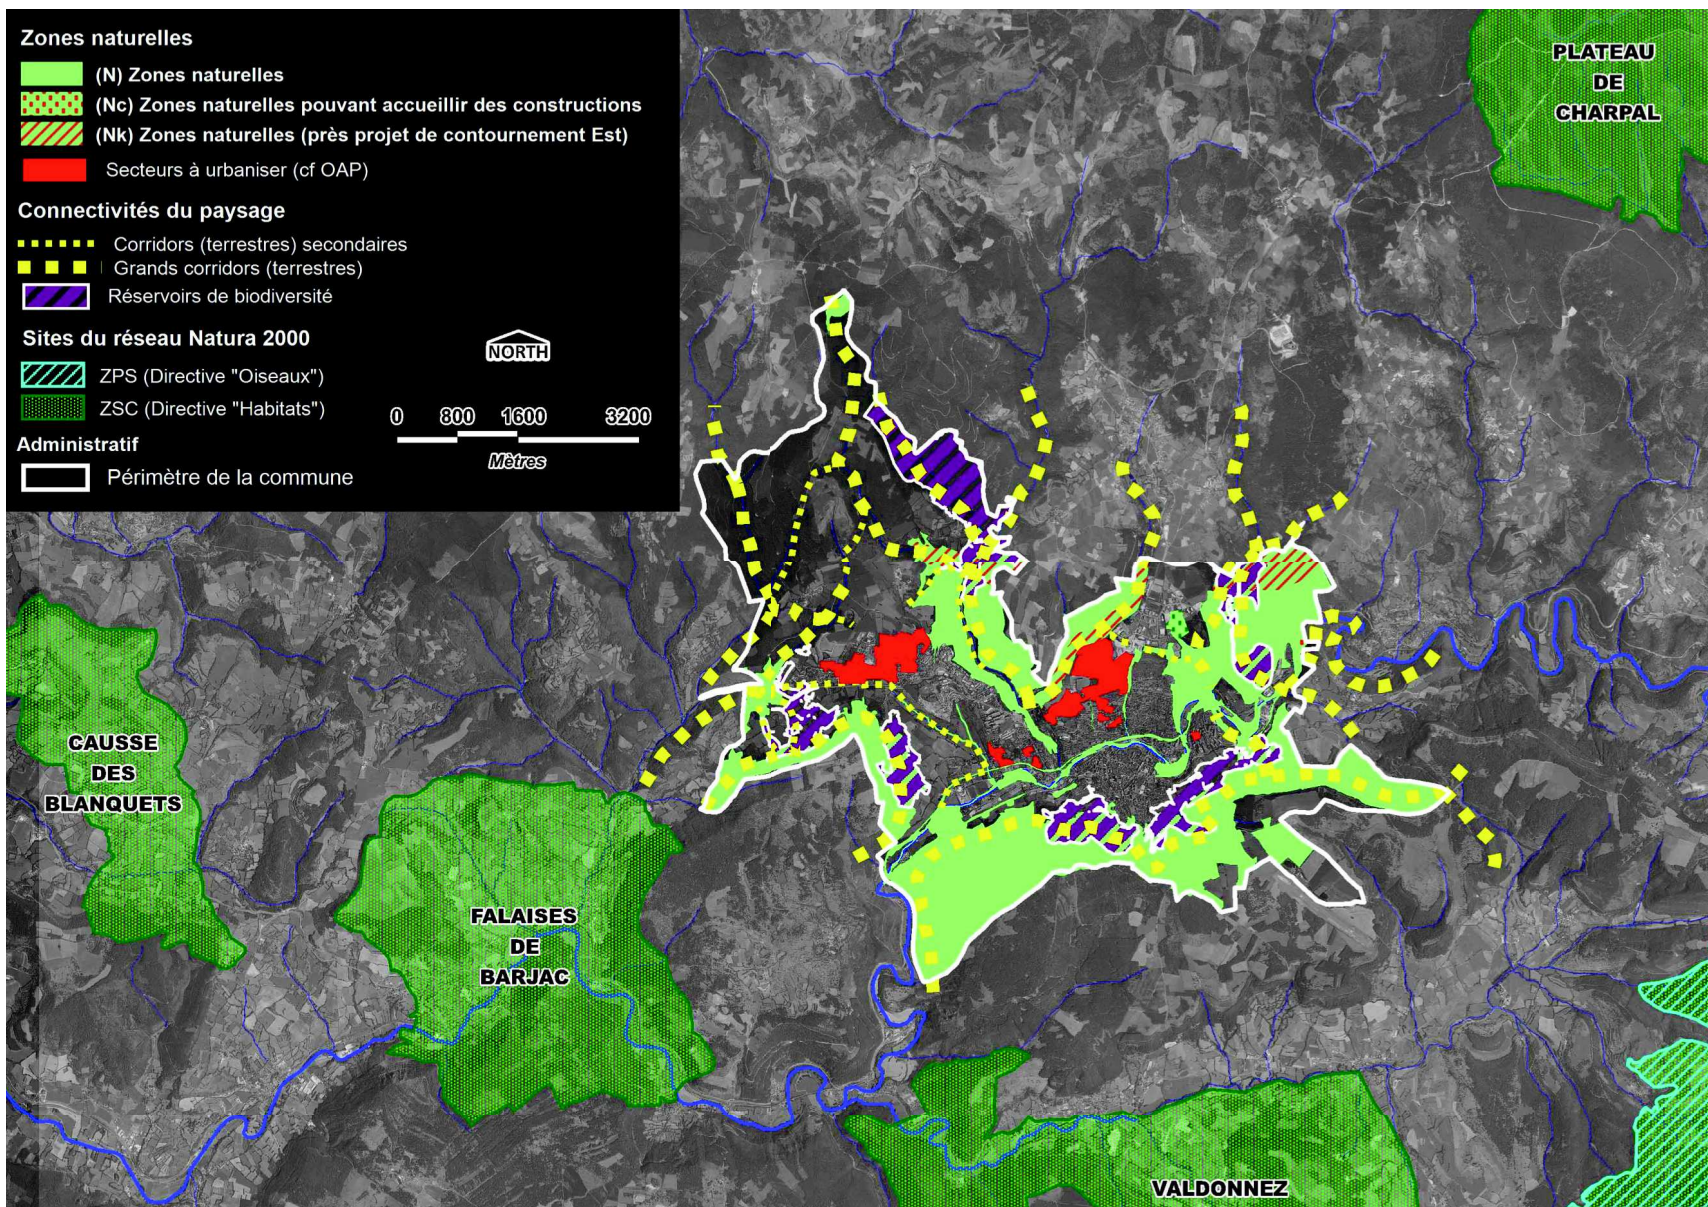 Zones naturelles
(N) Zones naturelles
(Nc) Zones naturelles pouvant accueillir des constructions
(Nk) Zones naturelles (près projet de contournement Est)
Secteurs à urbaniser (cf OAP)
Connectivités du paysage
Corridors (terrestres) secondaires
Grands corridors (terrestres)
Réservoirs de biodiversité
Sites du réseau Natura 2000
ZPS (Directive "Oiseaux")
ZSC (Directive "Habitats")
Administratif
Périmètre de la commune
NORTH
0 800 1600 3200
Mètres
PLATEAU
DE
CHARPAL
CAUSSE
DES
BLANQUETS
FALAISES
DE
BARJAC
VALDONNEZ